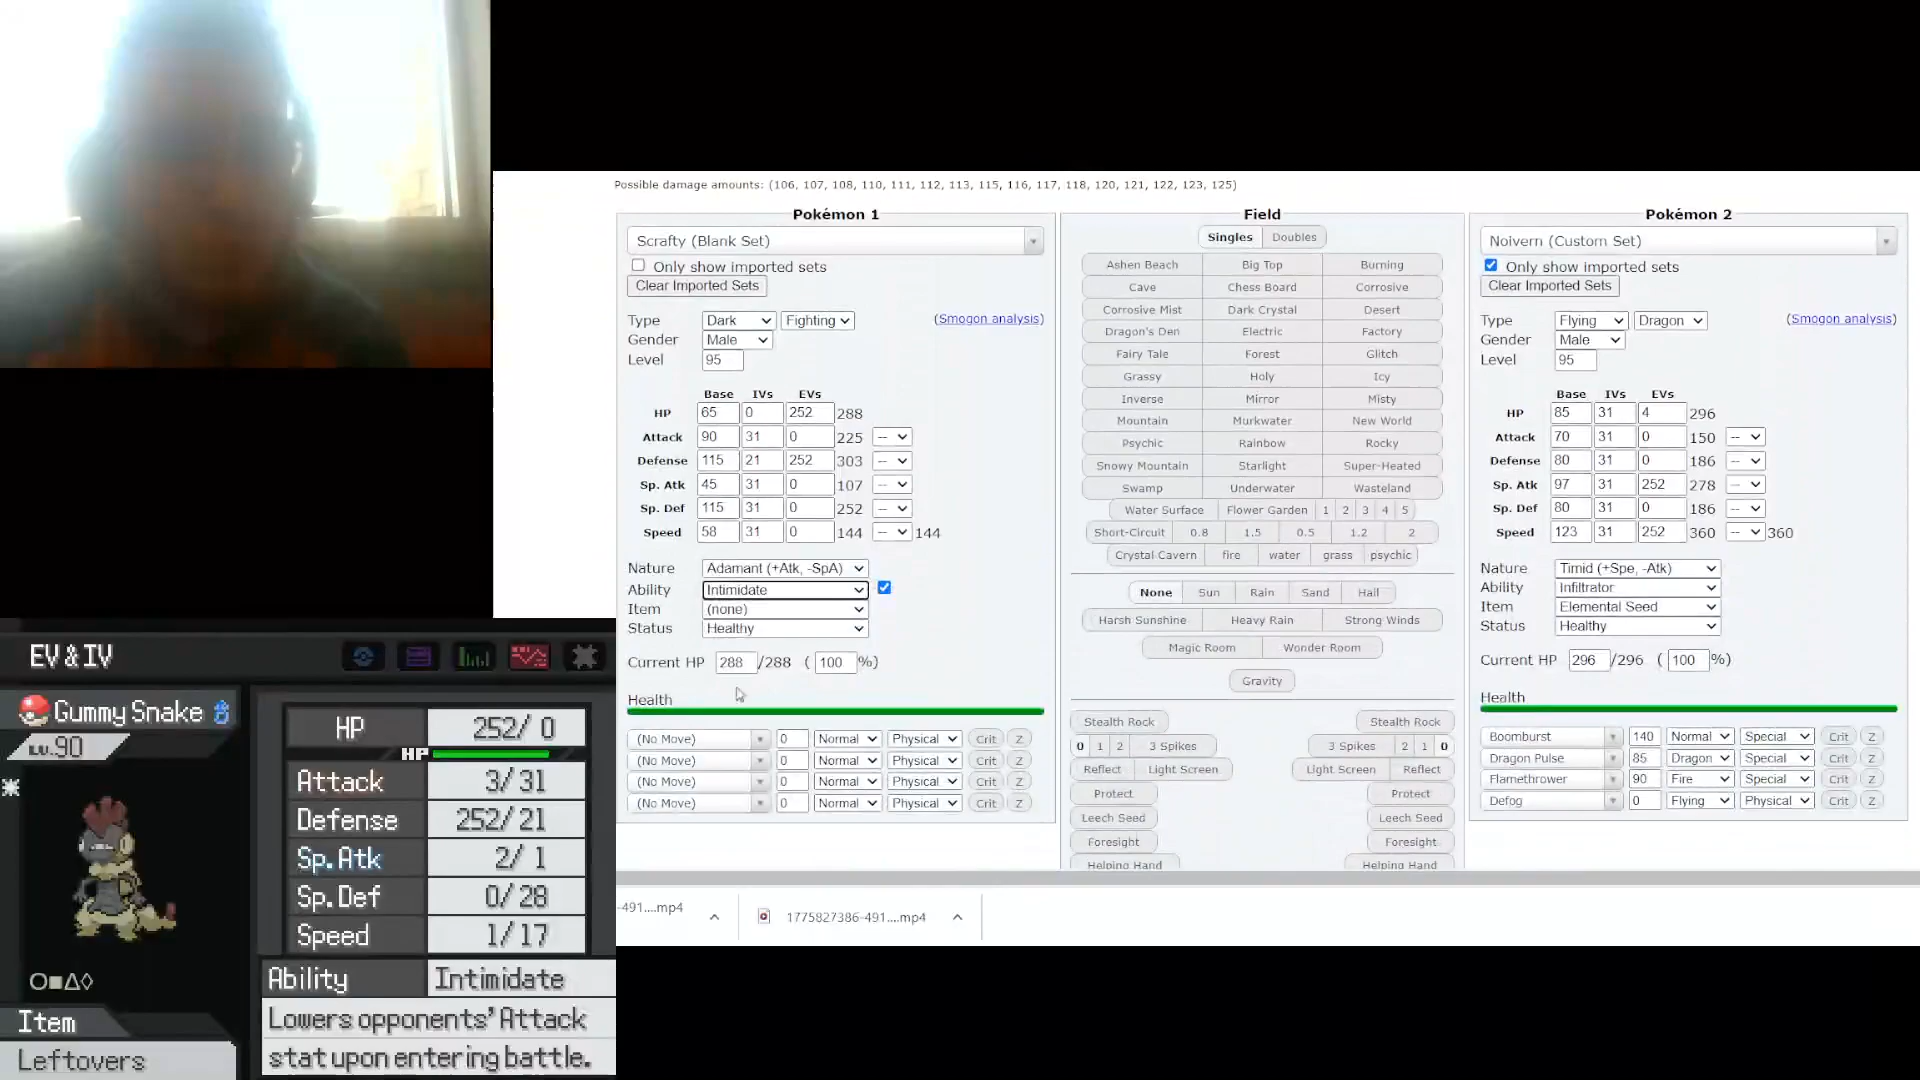 Possible damage amounts: (106, 107, 108, 110, 111, 112, 113, 115, 116, 117, 118, 120, 121, 122, 123, 125)
Pokémon 1
Scrafty (Blank Set)
Only show imported sets
Clear Imported Sets
Type Dark Fighting (Smogon analysis)
Gender Male
Level 95
Base IVs EVs
HP 65 0 252 288
Attack 90 31 0 225 --
Defense 115 21 252 303 --
Sp. Atk 45 31 0 107 --
Sp. Def 115 31 0 252 --
Speed 58 31 0 144 -- 144
Nature Adamant (+Atk, -SpA)
Ability Intimidate
Item (none)
Status Healthy
Current HP 288 /288 ( 100 %)
Health
(No Move) 0 Normal Physical Crit Z
(No Move) 0 Normal Physical Crit Z
(No Move) 0 Normal Physical Crit Z
(No Move) 0 Normal Physical Crit Z
Field
Singles Doubles
Ashen Beach Big Top Burning
Cave Chess Board Corrosive
Corrosive Mist Dark Crystal Desert
Dragon's Den Electric Factory
Fairy Tale Forest Glitch
Grassy Holy Icy
Inverse Mirror Misty
Mountain Murkwater New World
Psychic Rainbow Rocky
Snowy Mountain Starlight Super-Heated
Swamp Underwater Wasteland
Water Surface Flower Garden 1 2 3 4 5
Short-Circuit 0.8 1.5 0.5 1.2 2
Crystal Cavern fire water grass psychic
None Sun Rain Sand Hail
Harsh Sunshine Heavy Rain Strong Winds
Magic Room Wonder Room
Gravity
Stealth Rock Stealth Rock
0 1 2 3 Spikes 3 Spikes 2 1 0
Reflect Light Screen Light Screen Reflect
Protect Protect
Leech Seed Leech Seed
Foresight Foresight
Helping Hand Helping Hand
Pokémon 2
Noivern (Custom Set)
Only show imported sets
Clear Imported Sets
Type Flying Dragon (Smogon analysis)
Gender Male
Level 95
Base IVs EVs
HP 85 31 4 296
Attack 70 31 0 150 --
Defense 80 31 0 186 --
Sp. Atk 97 31 252 278 --
Sp. Def 80 31 0 186 --
Speed 123 31 252 360 -- 360
Nature Timid (+Spe, -Atk)
Ability Infiltrator
Item Elemental Seed
Status Healthy
Current HP 296 /296 ( 100 %)
Health
Boomburst 140 Normal Special Crit Z
Dragon Pulse 85 Dragon Special Crit Z
Flamethrower 90 Fire Special Crit Z
Defog 0 Flying Physical Crit Z
-491....mp4
1775827386-491....mp4
EV & IV
Gummy Snake
Lv.90
HP 252/ 0
HP
Attack 3/31
Defense 252/21
Sp.Atk 2/ 1
Sp.Def 0/28
Speed 1/17
Ability Intimidate
Lowers opponents' Attack
stat upon entering battle.
Item
Leftovers